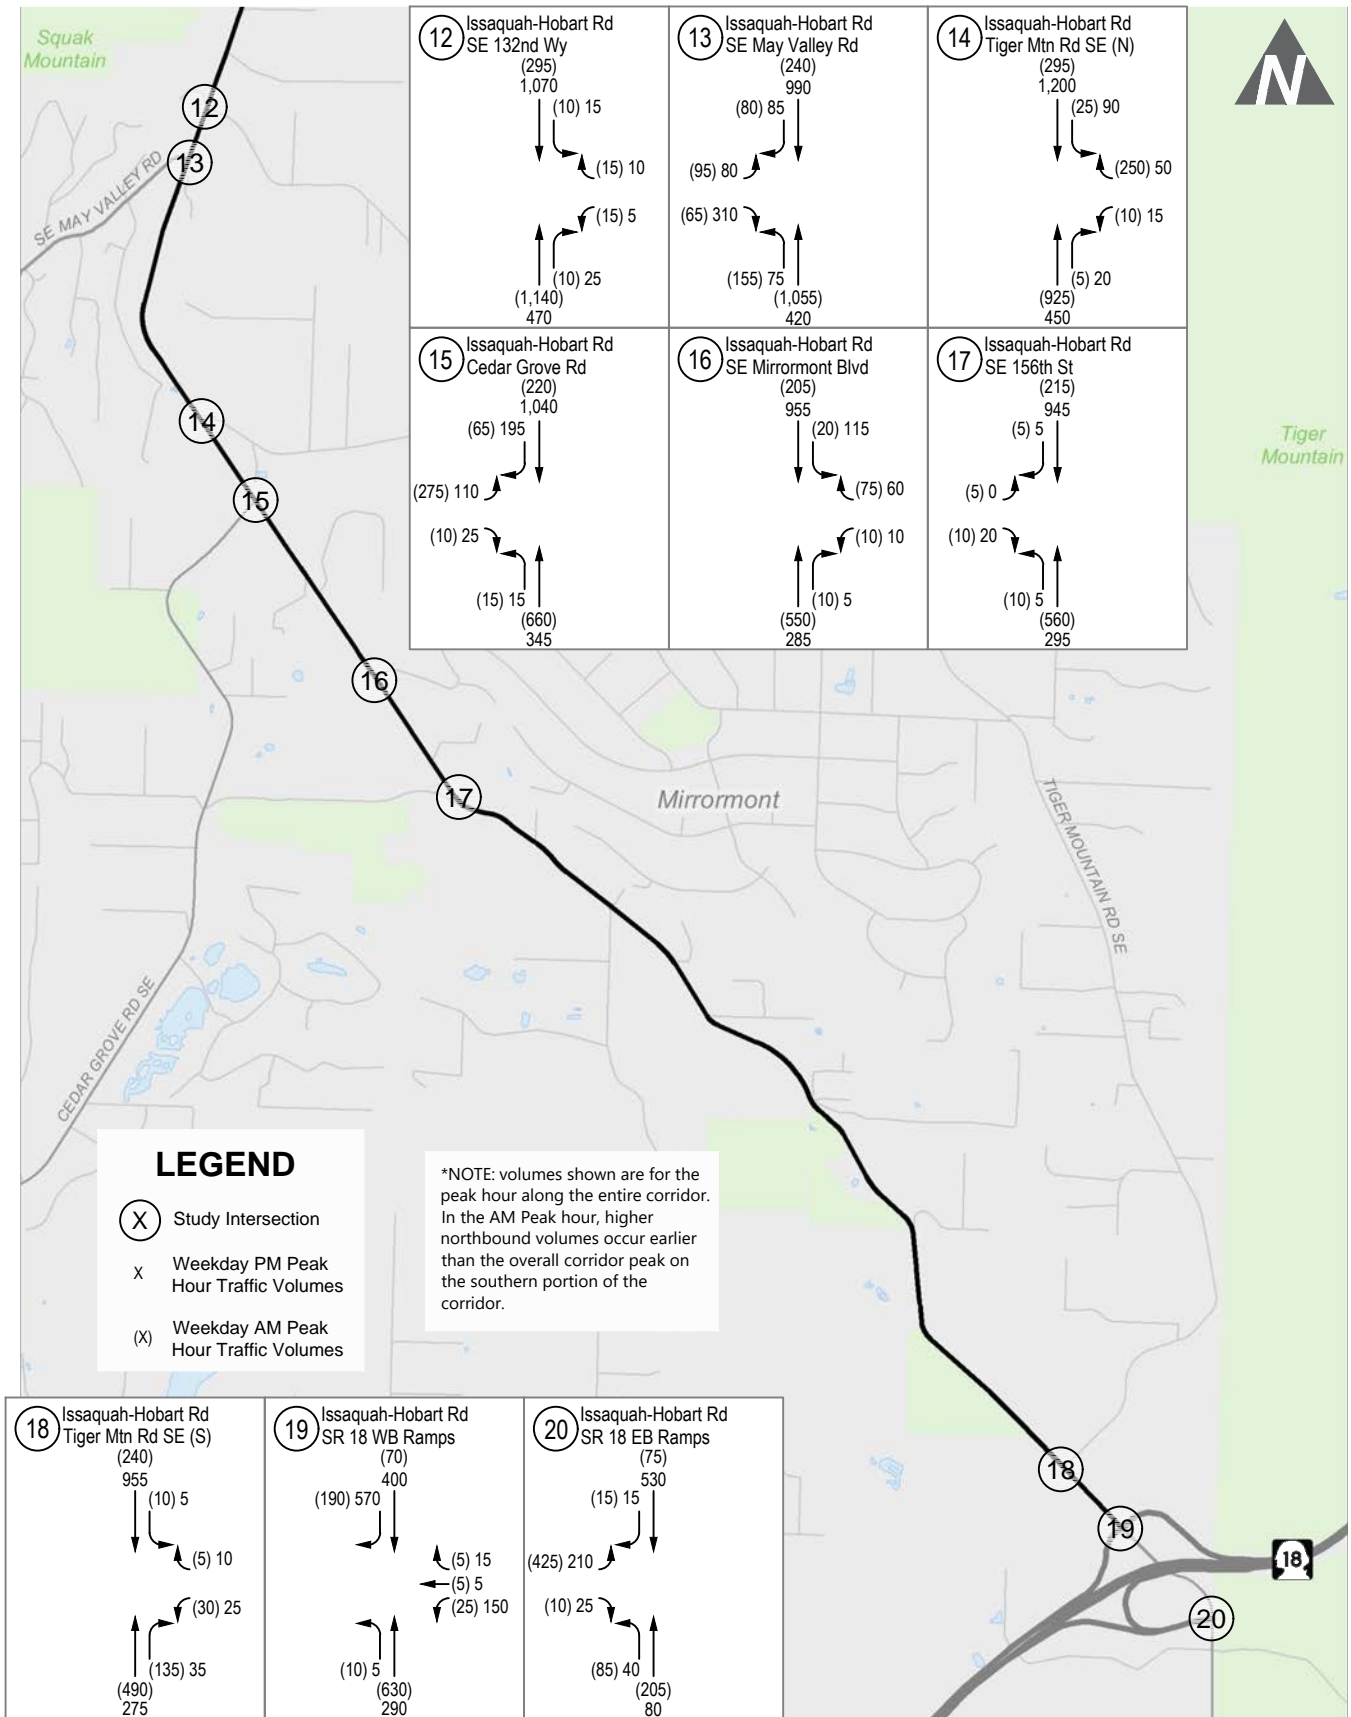 Squak
Mountain
12
13
SE MAY VALLEY RD
14
15
16
17
Mirrormont
TIGER MOUNTAIN RD SE
CEDAR GROVE RD SE
Tiger
Mountain
N
18
19
20
18
12
Issaquah-Hobart Rd
SE 132nd Wy
(295)
1,070
(10) 15
(15) 10
(15) 5
(10) 25
(1,140)
470
13
Issaquah-Hobart Rd
SE May Valley Rd
(240)
990
(80) 85
(95) 80
(65) 310
(155) 75
(1,055)
420
14
Issaquah-Hobart Rd
Tiger Mtn Rd SE (N)
(295)
1,200
(25) 90
(250) 50
(10) 15
(5) 20
(925)
450
15
Issaquah-Hobart Rd
Cedar Grove Rd
(220)
1,040
(65) 195
(275) 110
(10) 25
(15) 15
(660)
345
16
Issaquah-Hobart Rd
SE Mirrormont Blvd
(205)
955
(20) 115
(75) 60
(10) 10
(10) 5
(550)
285
17
Issaquah-Hobart Rd
SE 156th St
(215)
945
(5) 5
(5) 0
(10) 20
(10) 5
(560)
295
LEGEND
X Study Intersection
X Weekday PM Peak
Hour Traffic Volumes
(X) Weekday AM Peak
Hour Traffic Volumes
*NOTE: volumes shown are for the
peak hour along the entire corridor.
In the AM Peak hour, higher
northbound volumes occur earlier
than the overall corridor peak on
the southern portion of the
corridor.
18
Issaquah-Hobart Rd
Tiger Mtn Rd SE (S)
(240)
955
(10) 5
(5) 10
(30) 25
(135) 35
(490)
275
19
Issaquah-Hobart Rd
SR 18 WB Ramps
(70)
400
(190) 570
(5) 15
(5) 5
(25) 150
(10) 5
(630)
290
20
Issaquah-Hobart Rd
SR 18 EB Ramps
(75)
530
(15) 15
(425) 210
(10) 25
(85) 40
(205)
80